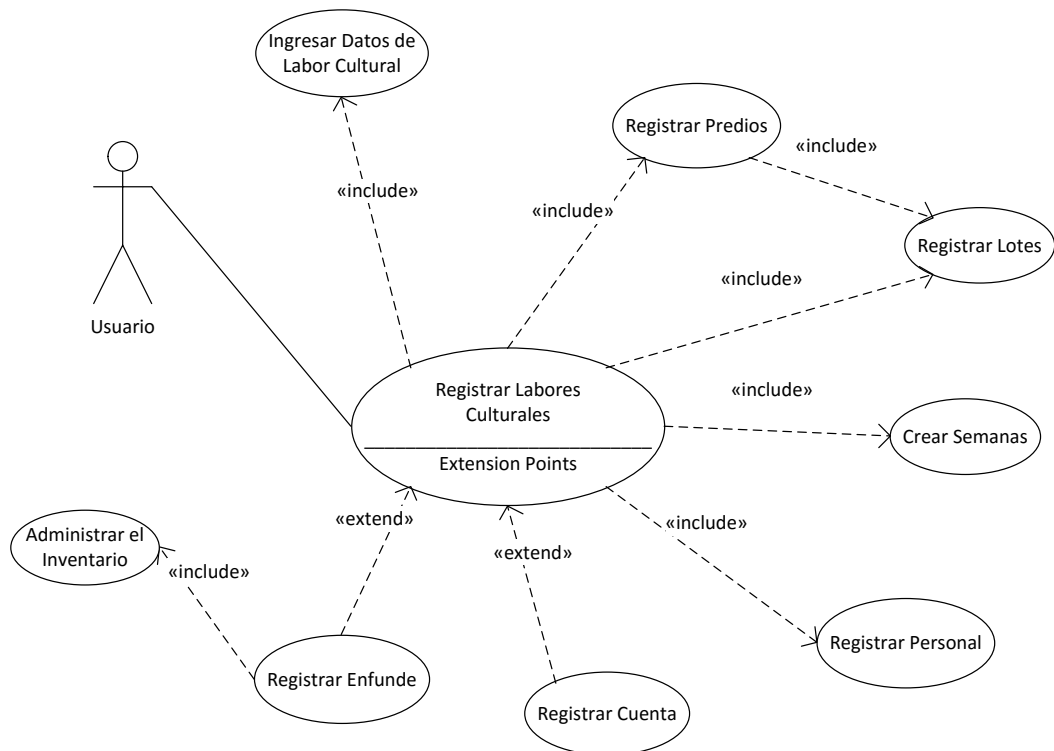 Ingresar Datos de
Labor Cultural
Registrar Predios
«include»
«include»
«include»
Registrar Lotes
«include»
Usuario
Registrar Labores
Culturales
«include»
Crear Semanas
Extension Points
«extend»
«include»
Administrar el
Inventario
«extend»
«include»
Registrar Personal
Registrar Enfunde
Registrar Cuenta